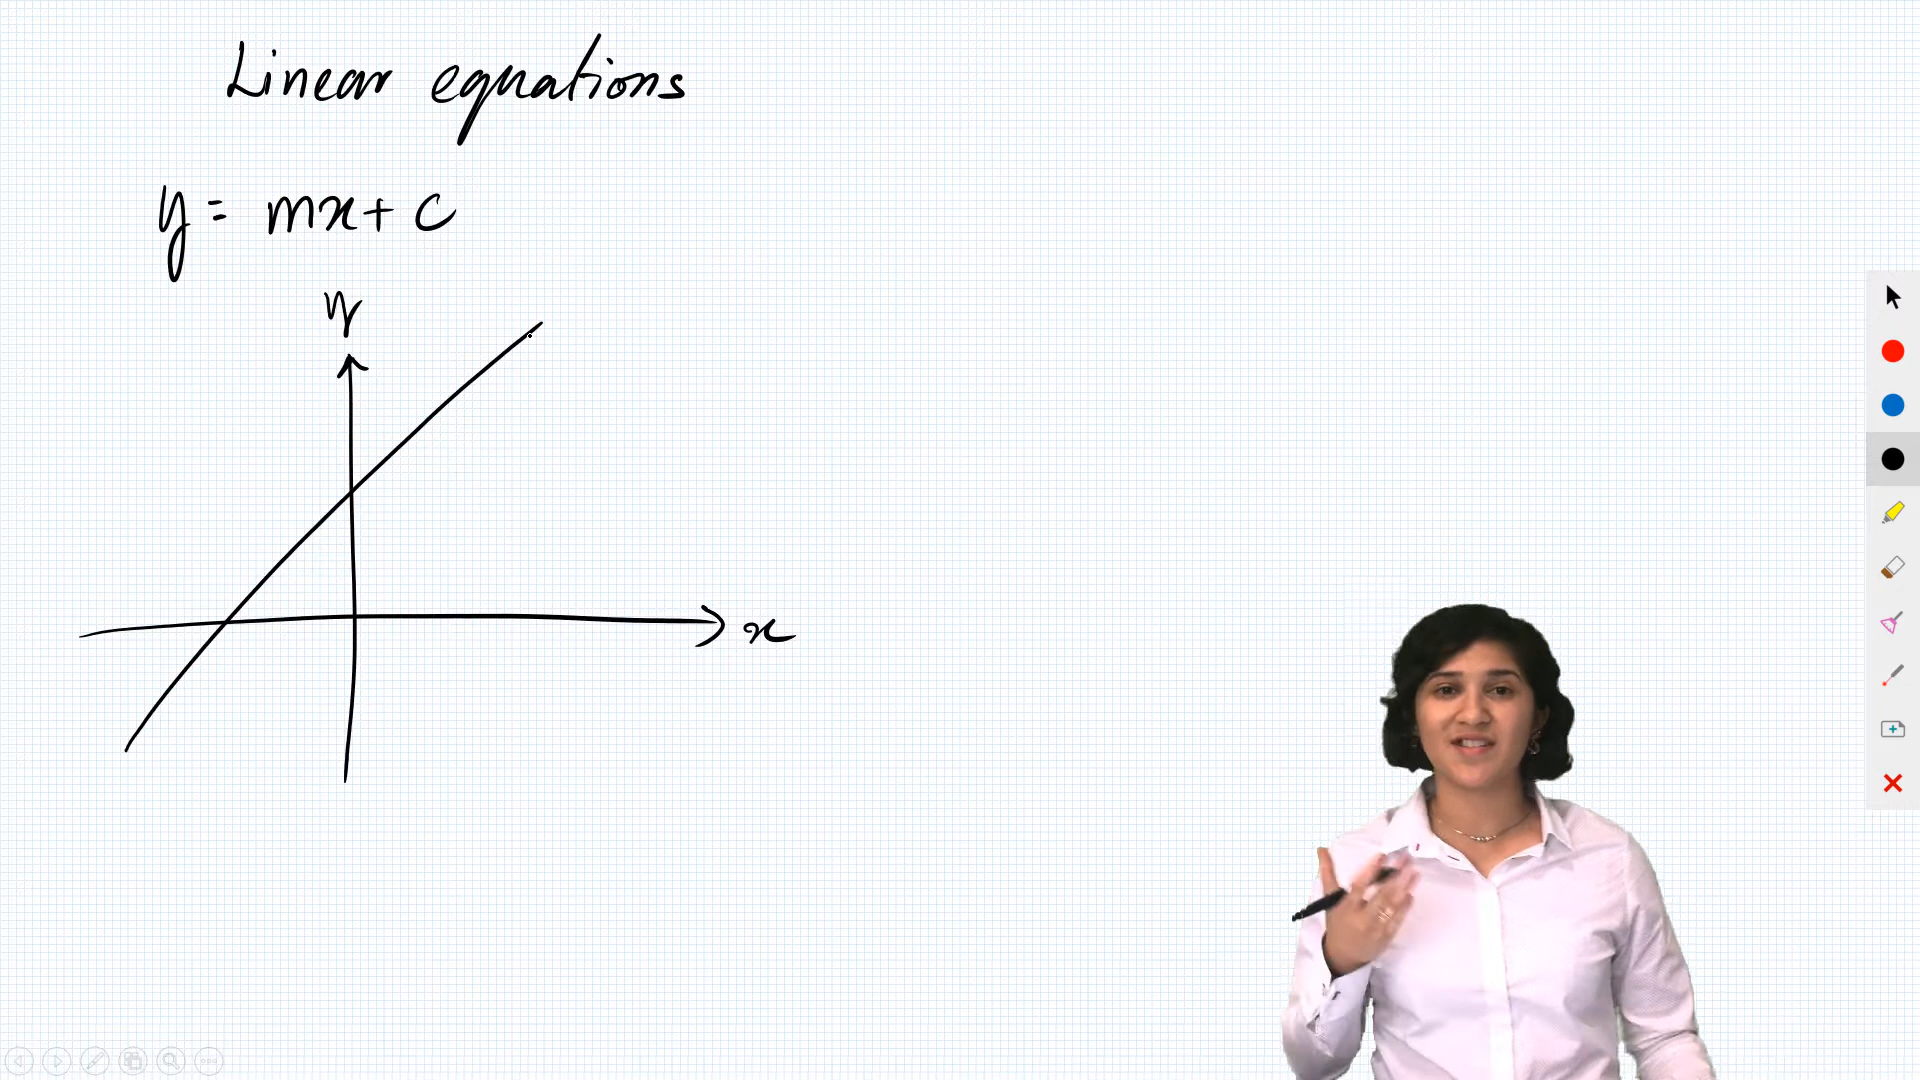 Linear equations
y = mx + c
y
x